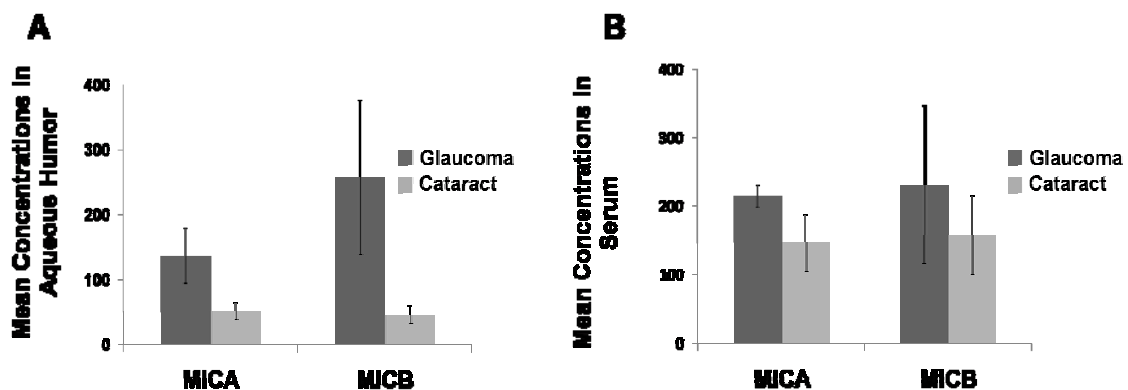 A
Mean Concentrations in
Aqueous Humor
400
300
200
100
0
MICA
MICB
Glaucoma
Cataract
B
Mean Concentrations in
Serum
400
300
200
100
0
MICA
MICB
Glaucoma
Cataract